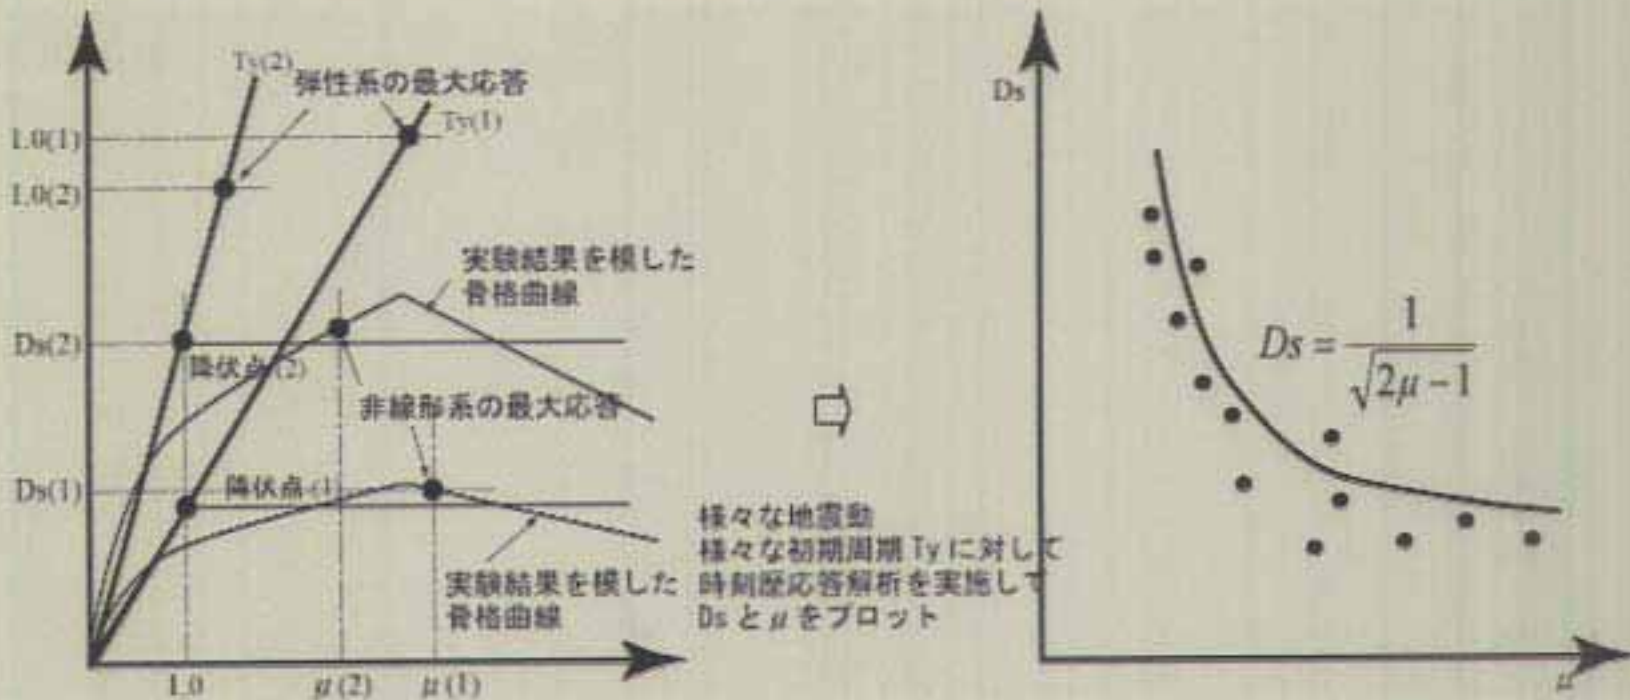 Ty(2)
弾性系の最大応答
Ty(1)
1.0(1)
1.0(2)
実験結果を模した
骨格曲線
Ds(2)
降伏点(2)
非線形系の最大応答
Ds(1)
降伏点(1)
実験結果を模した
骨格曲線
1.0
μ(2)
μ(1)
様々な地震動
様々な初期周期 Ty に対して
時刻歴応答解析を実施して
Ds と μ をプロット
Ds
Ds = 1/√(2μ−1)
μ